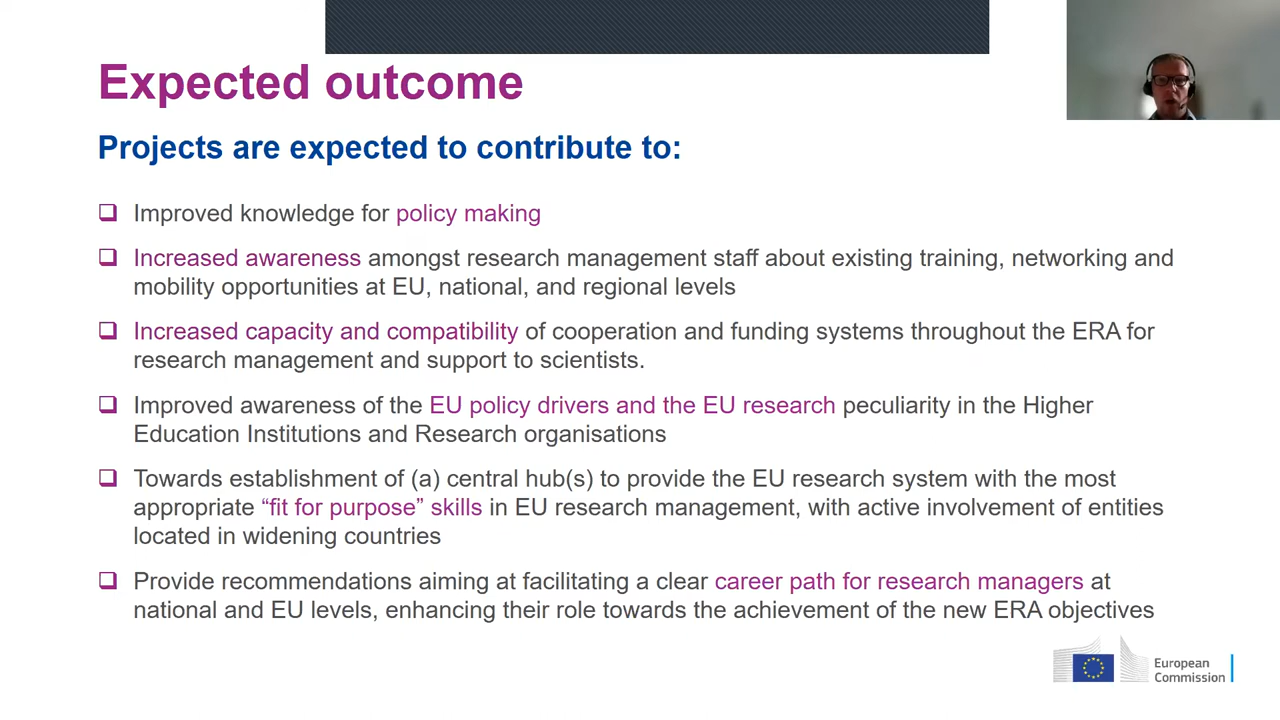 Expected outcome
Projects are expected to contribute to:
Improved knowledge for policy making
Increased awareness amongst research management staff about existing training, networking and
mobility opportunities at EU, national, and regional levels
Increased capacity and compatibility of cooperation and funding systems throughout the ERA for
research management and support to scientists.
Improved awareness of the EU policy drivers and the EU research peculiarity in the Higher
Education Institutions and Research organisations
Towards establishment of (a) central hub(s) to provide the EU research system with the most
appropriate “fit for purpose” skills in EU research management, with active involvement of entities
located in widening countries
Provide recommendations aiming at facilitating a clear career path for research managers at
national and EU levels, enhancing their role towards the achievement of the new ERA objectives
European
Commission